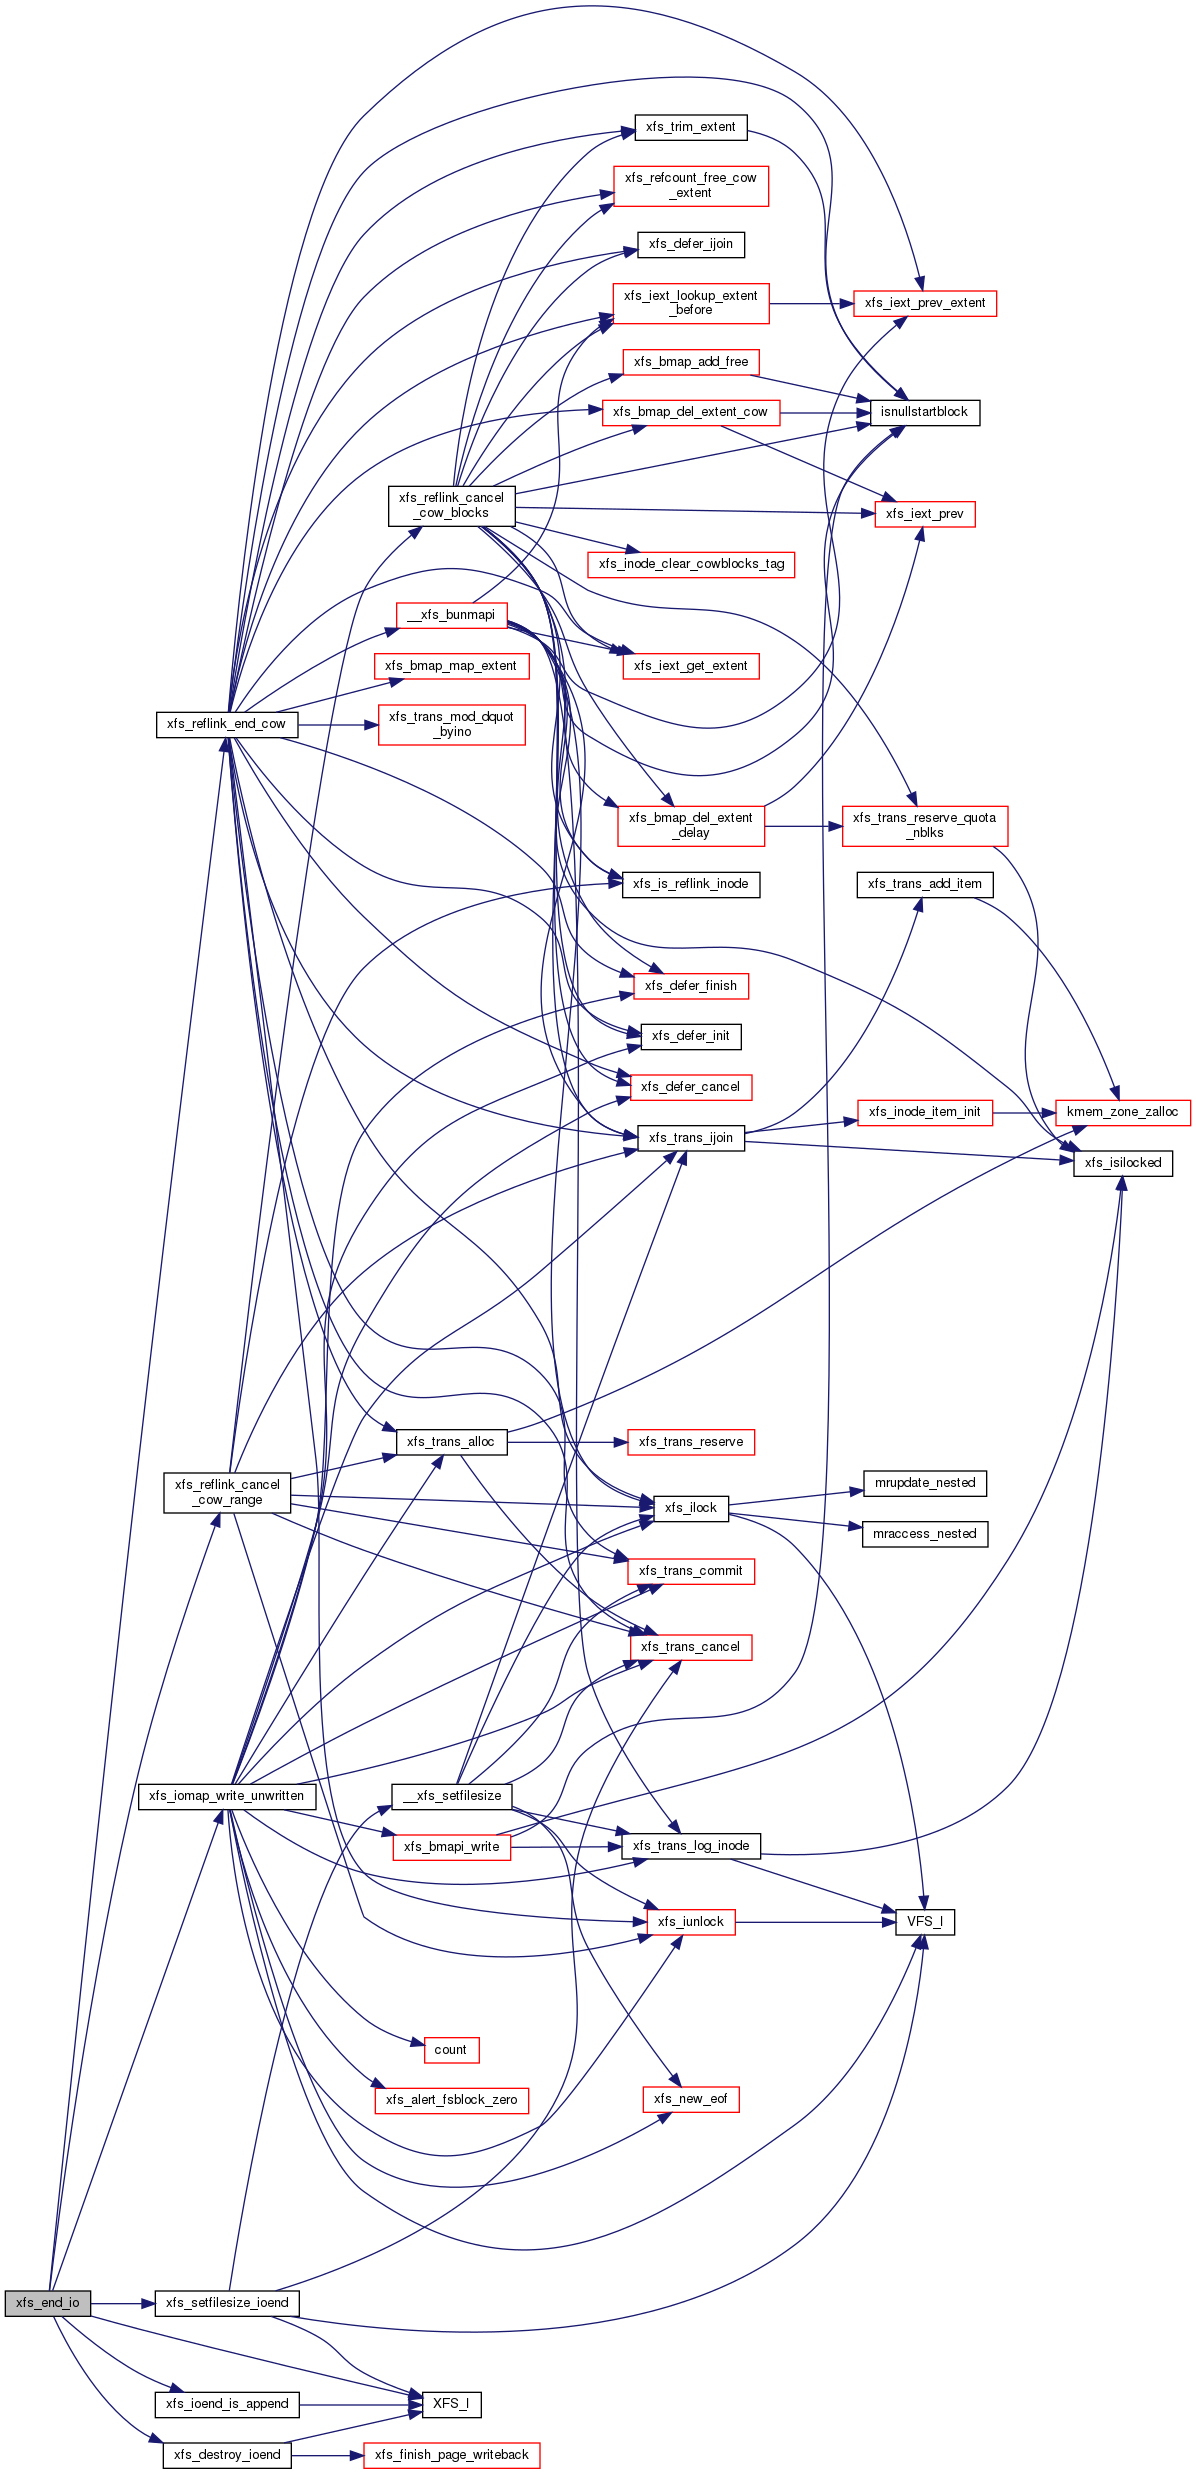 xfs_trim_extent
xfs_refcount_free_cow
_extent
xfs_defer_ijoin
xfs_iext_lookup_extent
_before
xfs_iext_prev_extent
xfs_bmap_add_free
xfs_bmap_del_extent_cow
isnullstartblock
xfs_reflink_cancel
_cow_blocks
xfs_iext_prev
xfs_inode_clear_cowblocks_tag
__xfs_bunmapi
xfs_bmap_map_extent
xfs_iext_get_extent
xfs_reflink_end_cow
xfs_trans_mod_dquot
_byino
xfs_bmap_del_extent
_delay
xfs_trans_reserve_quota
_nblks
xfs_is_reflink_inode
xfs_trans_add_item
xfs_defer_finish
xfs_defer_init
xfs_defer_cancel
xfs_inode_item_init
kmem_zone_zalloc
xfs_trans_ijoin
xfs_isilocked
xfs_trans_alloc
xfs_trans_reserve
xfs_reflink_cancel
_cow_range
xfs_ilock
mrupdate_nested
mraccess_nested
xfs_trans_commit
xfs_trans_cancel
xfs_iomap_write_unwritten
__xfs_setfilesize
xfs_bmapi_write
xfs_trans_log_inode
xfs_iunlock
VFS_I
count
xfs_alert_fsblock_zero
xfs_new_eof
xfs_end_io
xfs_setfilesize_ioend
xfs_ioend_is_append
XFS_I
xfs_destroy_ioend
xfs_finish_page_writeback